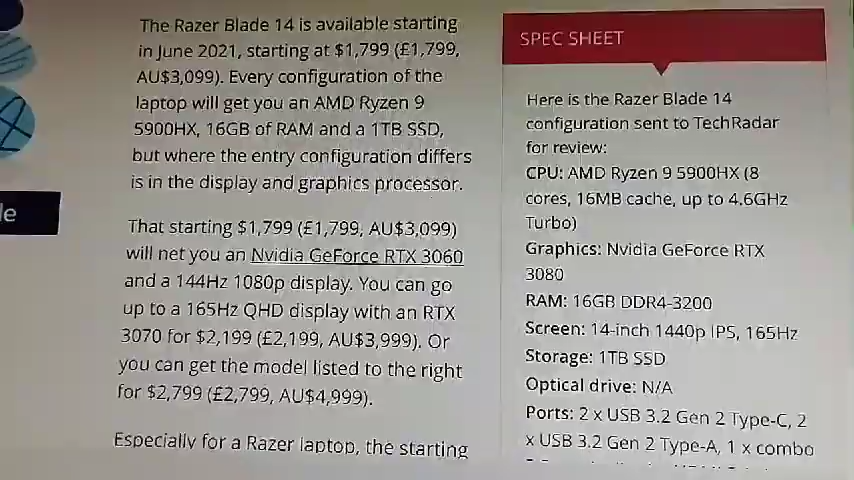 The Razer Blade 14 is available starting
in June 2021, starting at $1,799 (£1,799,
AU$3,099). Every configuration of the
laptop will get you an AMD Ryzen 9
5900HX, 16GB of RAM and a 1TB SSD,
but where the entry configuration differs
is in the display and graphics processor.
That starting $1,799 (£1,799, AU$3,099)
will net you an Nvidia GeForce RTX 3060
and a 144Hz 1080p display. You can go
up to a 165Hz QHD display with an RTX
3070 for $2,199 (£2,199, AU$3,999). Or
you can get the model listed to the right
for $2,799 (£2,799, AU$4,999).
Especially for a Razer laptop, the starting
SPEC SHEET
Here is the Razer Blade 14
configuration sent to TechRadar
for review:
CPU: AMD Ryzen 9 5900HX (8
cores, 16MB cache, up to 4.6GHz
Turbo)
Graphics: Nvidia GeForce RTX
3080
RAM: 16GB DDR4-3200
Screen: 14-inch 1440p IPS, 165Hz
Storage: 1TB SSD
Optical drive: N/A
Ports: 2 x USB 3.2 Gen 2 Type-C, 2
x USB 3.2 Gen 2 Type-A, 1 x combo